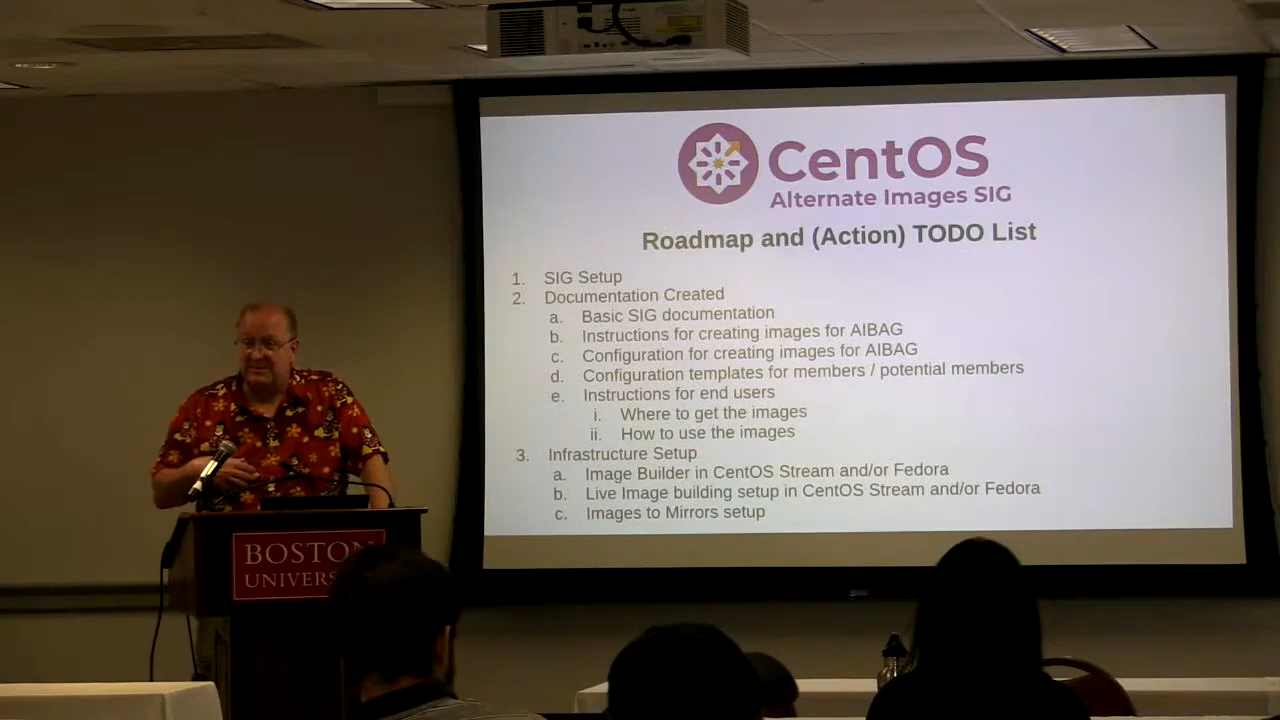 CentOS
Alternate Images SIG
Roadmap and (Action) TODO List
1. SIG Setup
2. Documentation Created
a. Basic SIG documentation
b. Instructions for creating images for AIBAG
c. Configuration for creating images for AIBAG
d. Configuration templates for members / potential members
e. Instructions for end users
i. Where to get the images
ii. How to use the images
3. Infrastructure Setup
a. Image Builder in CentOS Stream and/or Fedora
b. Live Image building setup in CentOS Stream and/or Fedora
c. Images to Mirrors setup
BOSTON